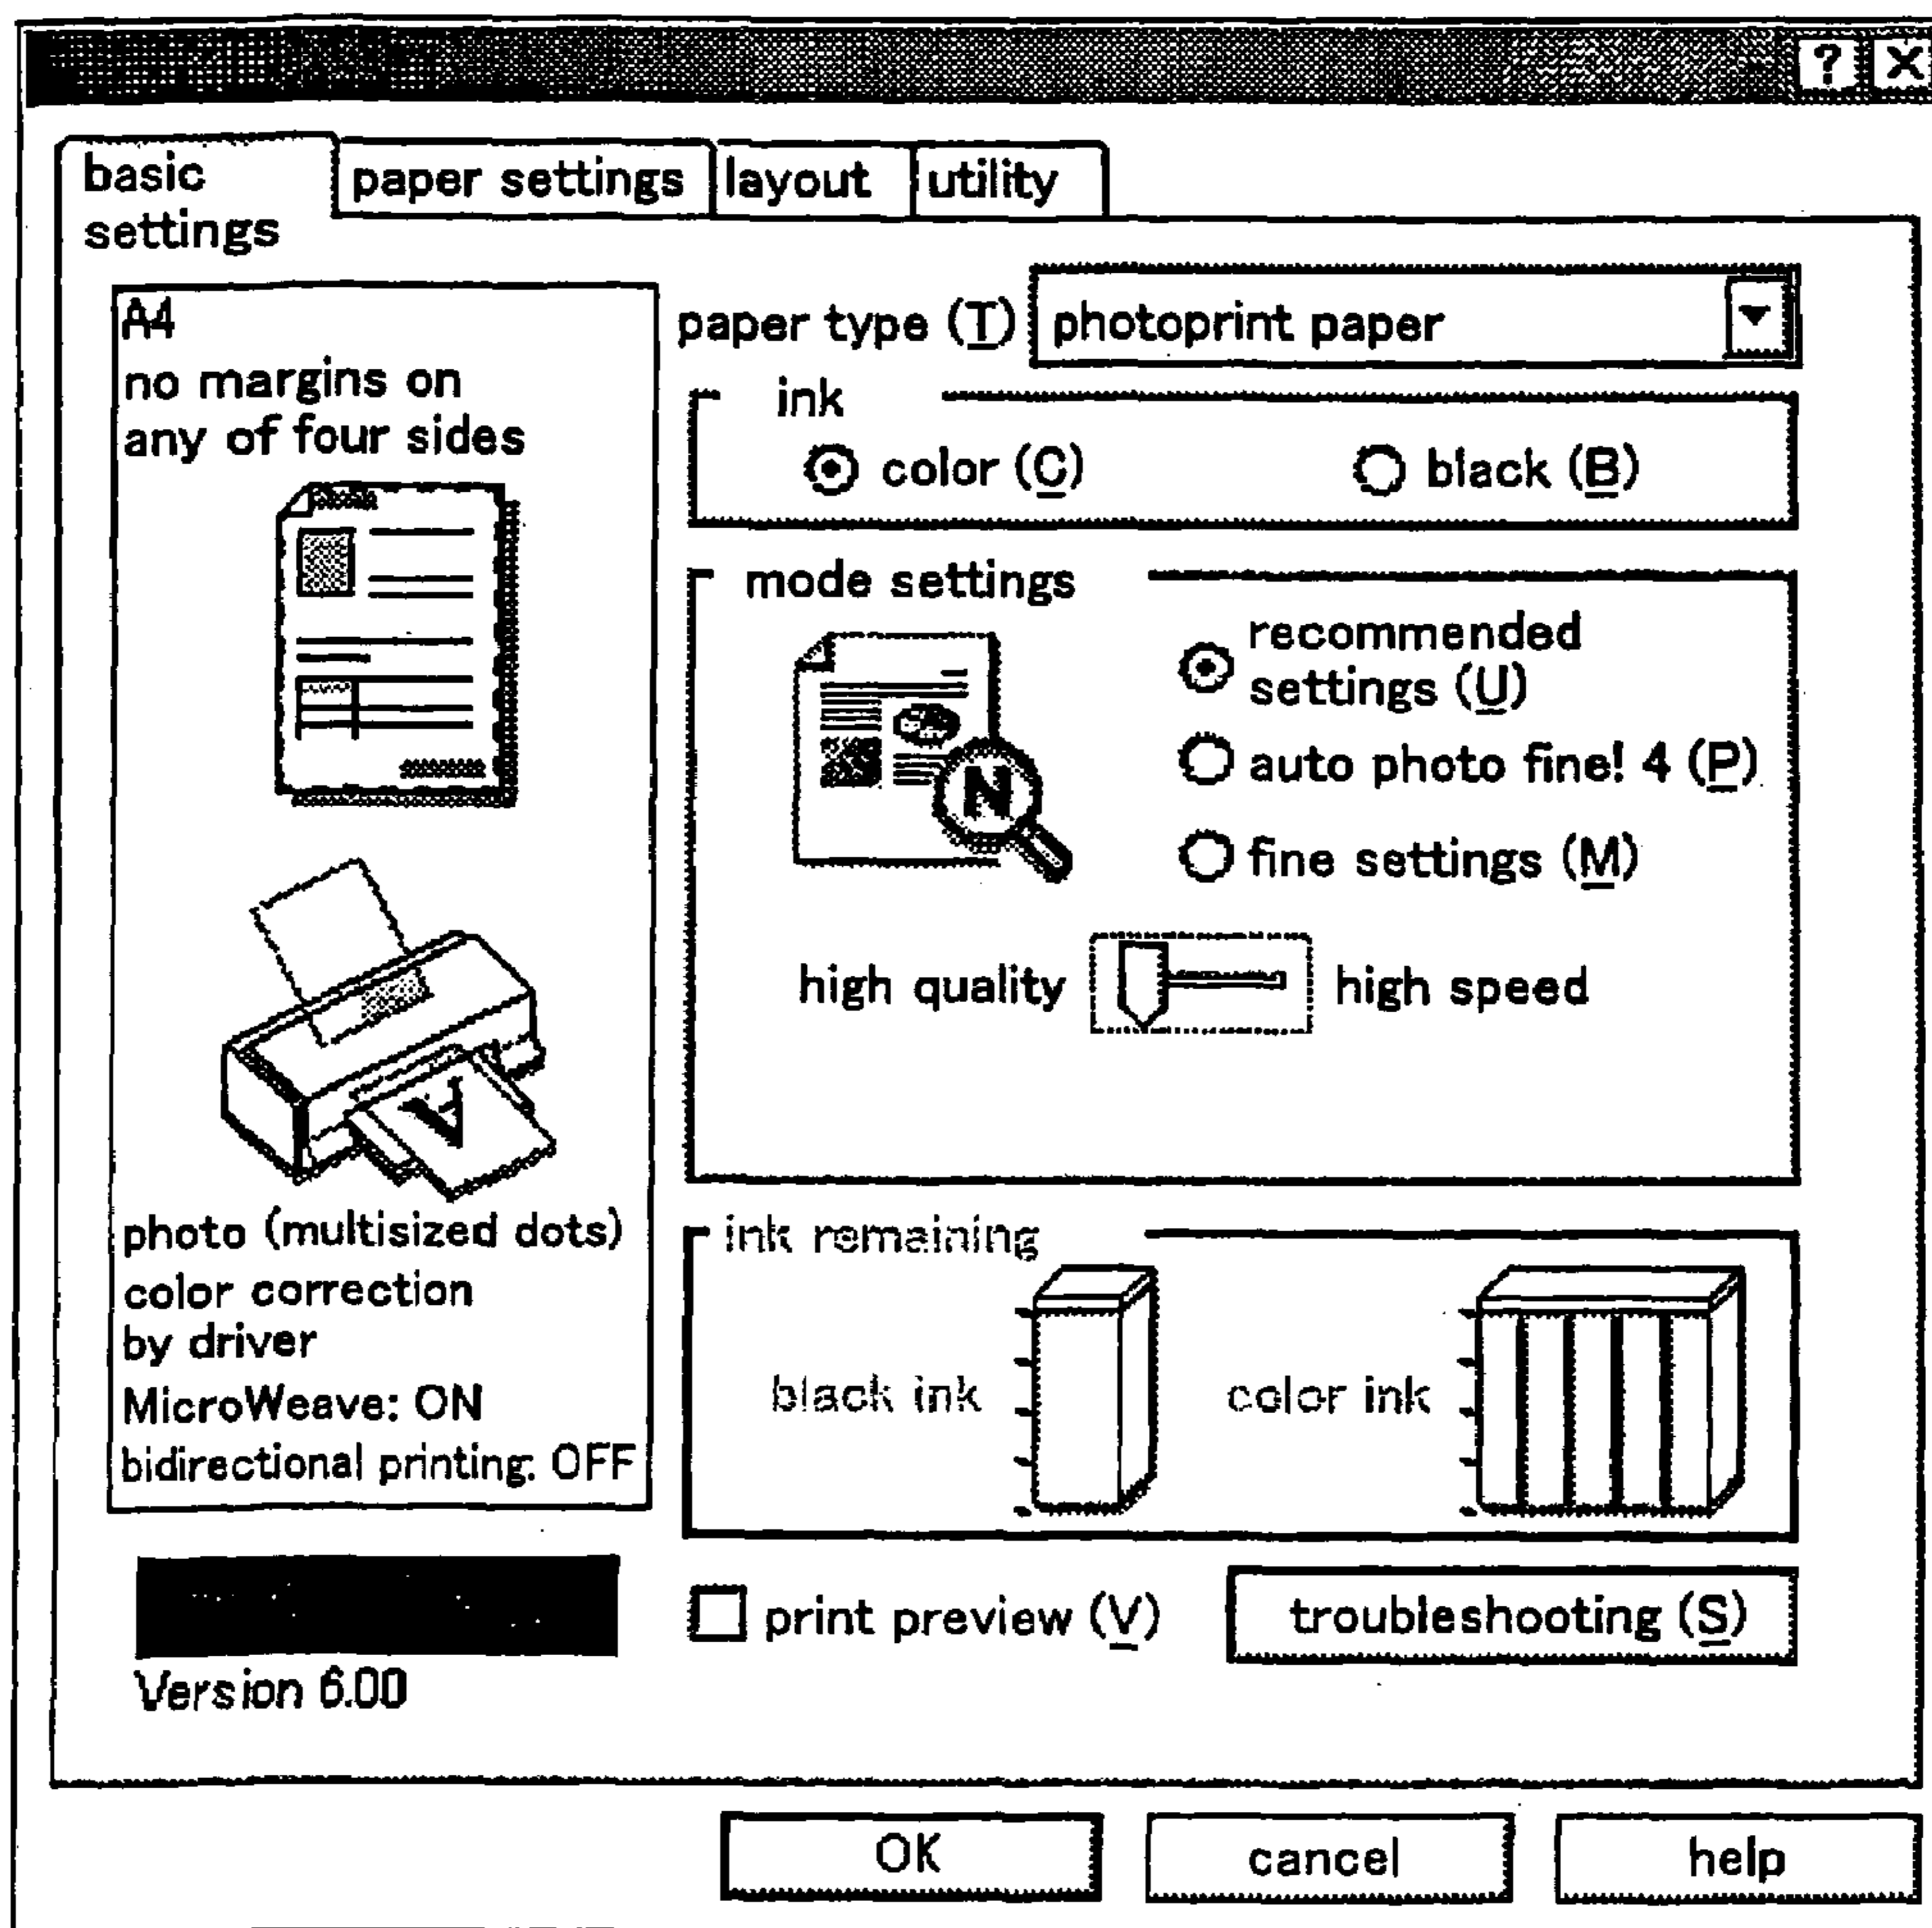 ? X
basic
settings
paper settings
layout
utility
A4
no margins on
any of four sides
photo (multisized dots)
color correction
by driver
MicroWeave: ON
bidirectional printing: OFF
Version 6.00
paper type (T) photoprint paper
ink
color (C) black (B)
mode settings
N
recommended
settings (U)
auto photo fine! 4 (P)
fine settings (M)
high quality high speed
A
ink remaining
black ink color ink
print preview (V) troubleshooting (S)
OK cancel help